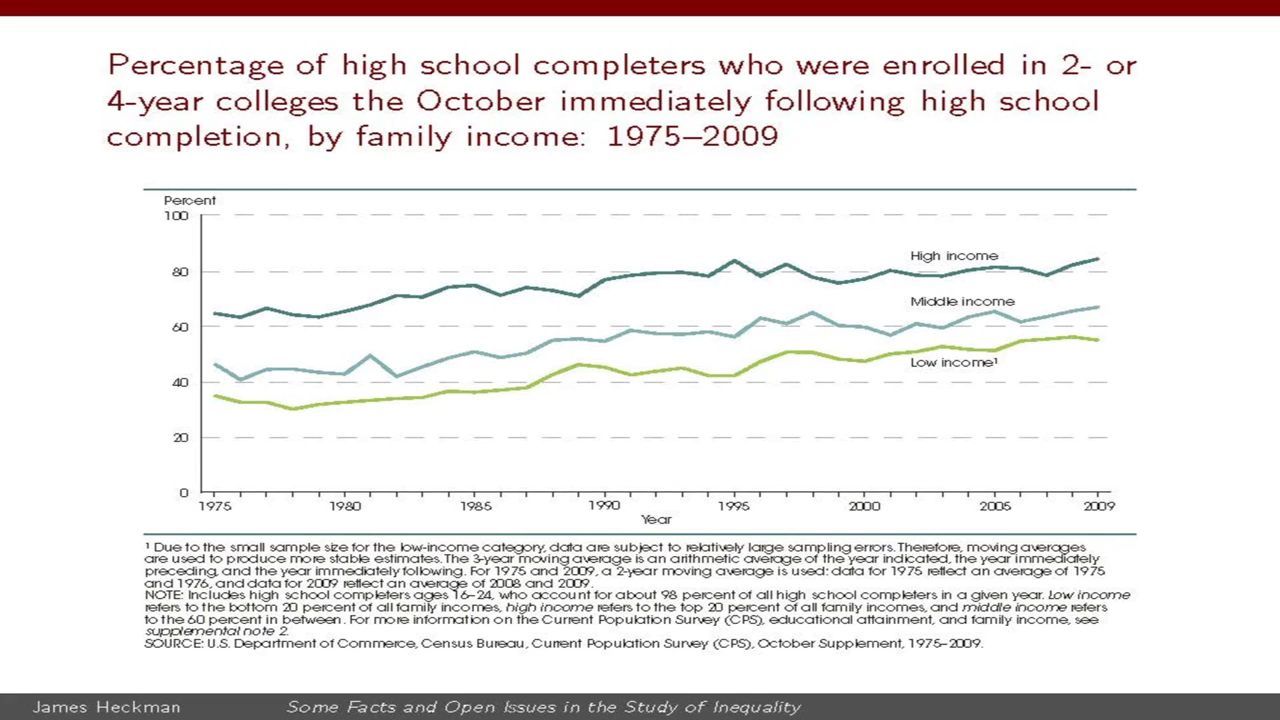 Percentage of high school completers who were enrolled in 2- or
4-year colleges the October immediately following high school
completion, by family income: 1975–2009
Percent
100
80
60
40
20
0
High income
Middle income
Low income¹
1975
1980
1985
1990
1995
2000
2005
2009
Year
¹ Due to the small sample size for the low-income category, data are subject to relatively large sampling errors. Therefore, moving averages
are used to produce more stable estimates. The 3-year moving average is an arithmetic average of the year indicated, the year immediately
preceding, and the year immediately following. For 1975 and 2009, a 2-year moving average is used: data for 1975 reflect an average of 1975
and 1976, and data for 2009 reflect an average of 2008 and 2009.
NOTE: Includes high school completers ages 16–24, who account for about 98 percent of all high school completers in a given year. Low income
refers to the bottom 20 percent of all family incomes, high income refers to the top 20 percent of all family incomes, and middle income refers
to the 60 percent in between. For more information on the Current Population Survey (CPS), educational attainment, and family income, see
supplemental note 2.
SOURCE: U.S. Department of Commerce, Census Bureau, Current Population Survey (CPS), October Supplement, 1975–2009.
James Heckman
Some Facts and Open Issues in the Study of Inequality